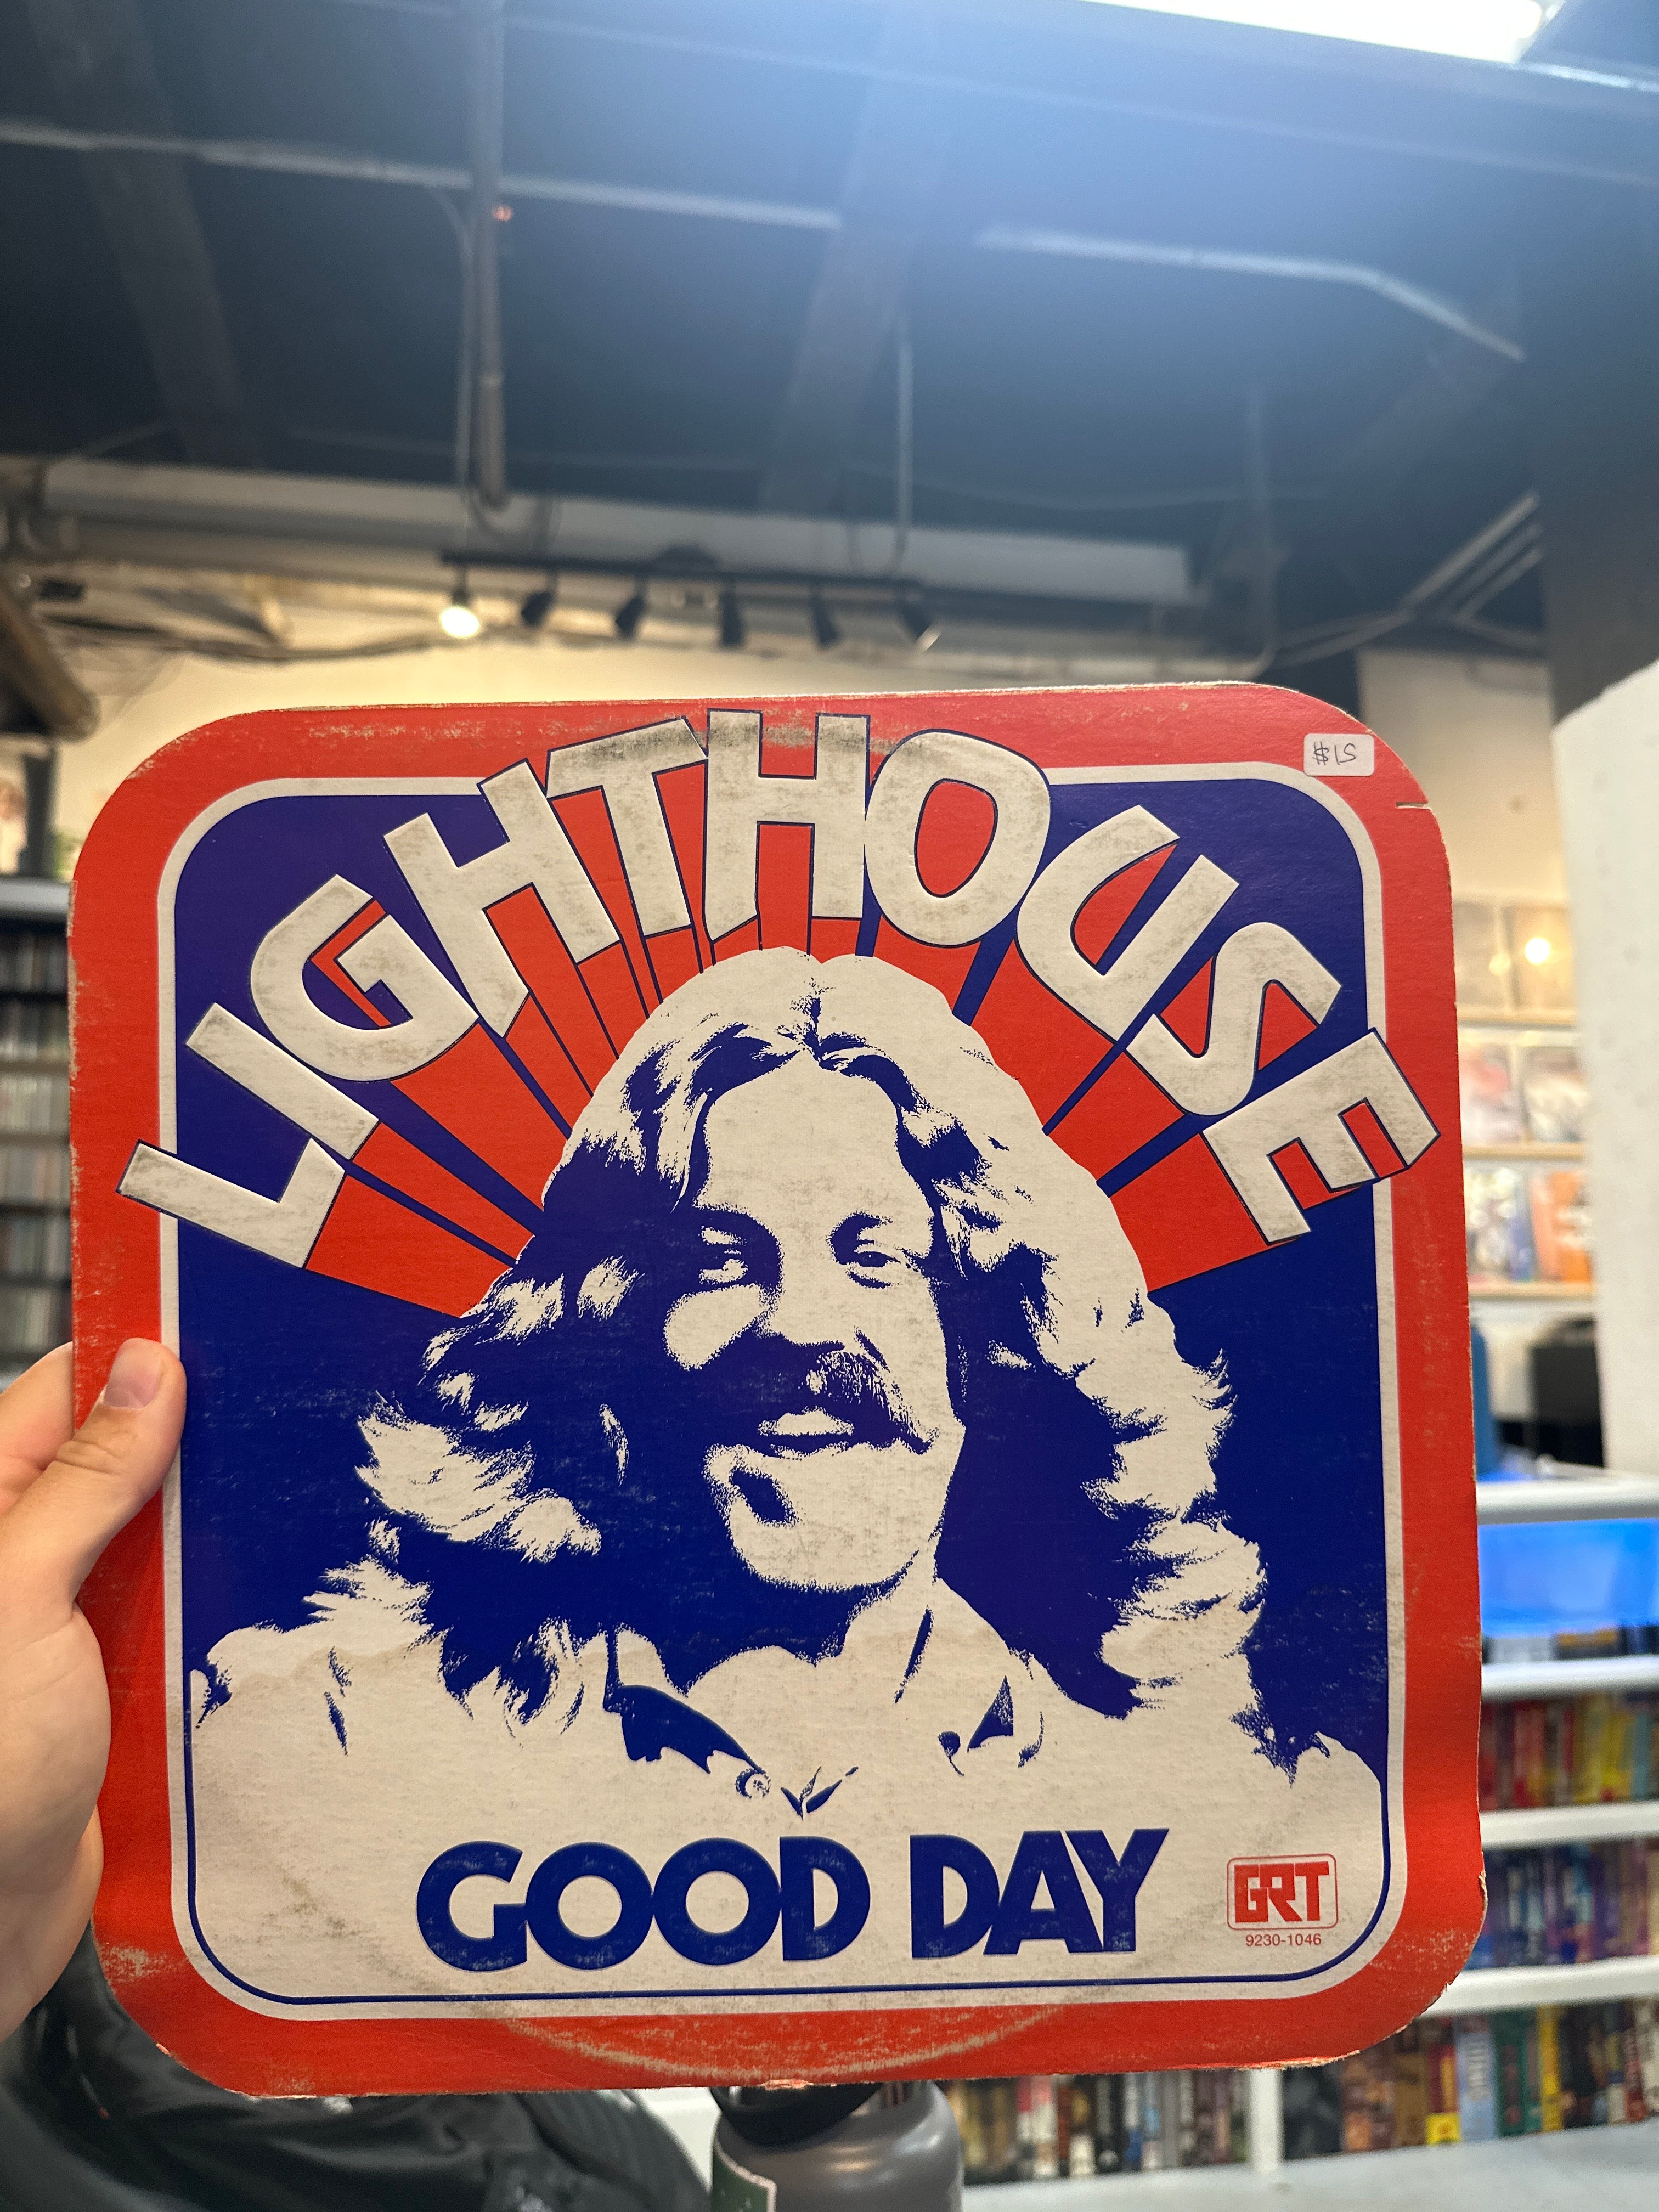 $15
LIGHTHOUSE
GOOD DAY
GRT
9230-1046